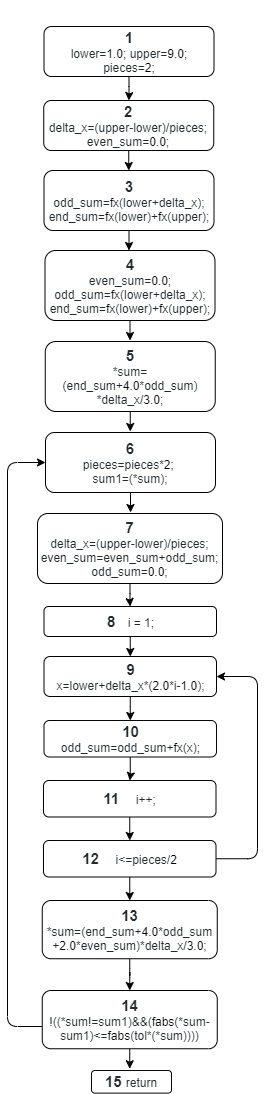 1
lower=1.0; upper=9.0;
pieces=2;
2
delta_x=(upper-lower)/pieces;
even_sum=0.0;
3
odd_sum=fx(lower+delta_x);
end_sum=fx(lower)+fx(upper);
4
even_sum=0.0;
odd_sum=fx(lower+delta_x);
end_sum=fx(lower)+fx(upper);
5
*sum=
(end_sum+4.0*odd_sum)
*delta_x/3.0;
6
pieces=pieces*2;
sum1=(*sum);
7
delta_x=(upper-lower)/pieces;
even_sum=even_sum+odd_sum;
odd_sum=0.0;
8 i = 1;
9
x=lower+delta_x*(2.0*i-1.0);
10
odd_sum=odd_sum+fx(x);
11 i++;
12 i<=pieces/2
13
*sum=(end_sum+4.0*odd_sum
+2.0*even_sum)*delta_x/3.0;
14
!((*sum!=sum1)&&(fabs(*sum-
sum1)<=fabs(tol*(*sum))))
15 return